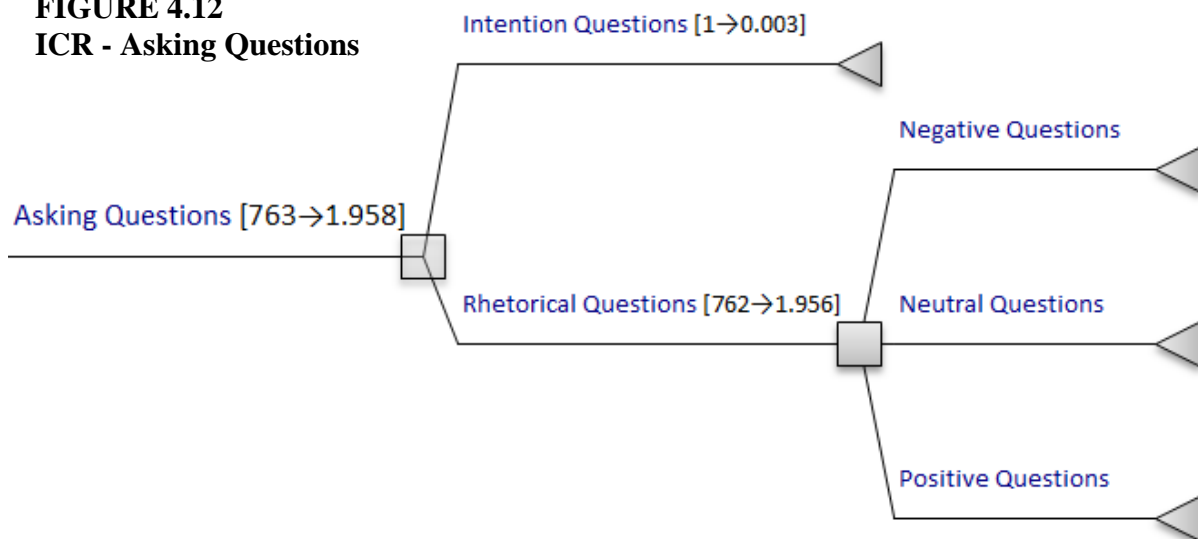 FIGURE 4.12
ICR - Asking Questions
Intention Questions [1→0.003]
Negative Questions
Asking Questions [763→1.958]
Rhetorical Questions [762→1.956]
Neutral Questions
Positive Questions